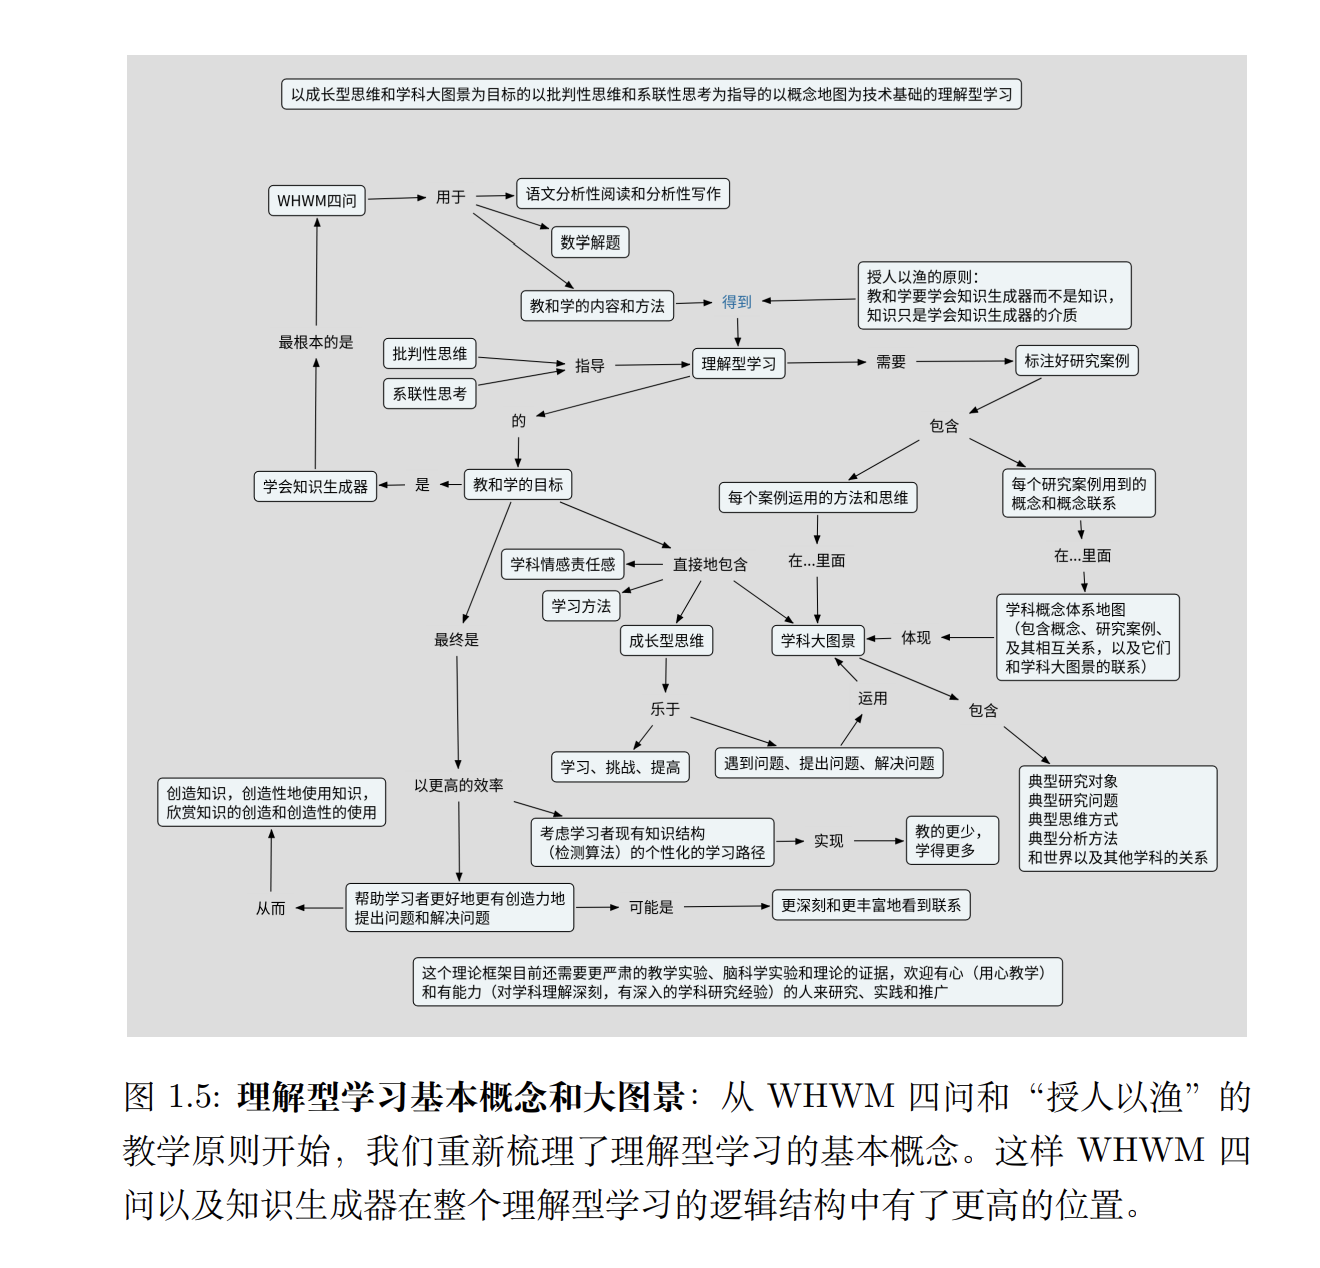 以成长型思维和学科大图景为目标的以批判性思维和系联性思考为指导的以概念地图为技术基础的理解型学习
WHWM四问
用于
语文分析性阅读和分析性写作
数学解题
教和学的内容和方法
得到
授人以渔的原则：
教和学要学会知识生成器而不是知识，
知识只是学会知识生成器的介质
最根本的是
批判性思维
系联性思考
指导
理解型学习
需要
标注好研究案例
的
包含
学会知识生成器
是
教和学的目标
每个案例运用的方法和思维
每个研究案例用到的
概念和概念联系
学科情感责任感
直接地包含
在...里面
在...里面
学习方法
学科概念体系地图
（包含概念、研究案例、
及其相互关系，以及它们
和学科大图景的联系）
最终是
成长型思维
学科大图景
体现
乐于
运用
包含
学习、挑战、提高
遇到问题、提出问题、解决问题
以更高的效率
典型研究对象
典型研究问题
典型思维方式
典型分析方法
和世界以及其他学科的关系
创造知识，创造性地使用知识，
欣赏知识的创造和创造性的使用
考虑学习者现有知识结构
（检测算法）的个性化的学习路径
实现
教的更少，
学得更多
从而
帮助学习者更好地更有创造力地
提出问题和解决问题
可能是
更深刻和更丰富地看到联系
这个理论框架目前还需要更严肃的教学实验、脑科学实验和理论的证据，欢迎有心（用心教学）
和有能力（对学科理解深刻，有深入的学科研究经验）的人来研究、实践和推广
图 1.5: 理解型学习基本概念和大图景：从 WHWM 四问和“授人以渔”的
教学原则开始，我们重新梳理了理解型学习的基本概念。这样 WHWM 四
问以及知识生成器在整个理解型学习的逻辑结构中有了更高的位置。